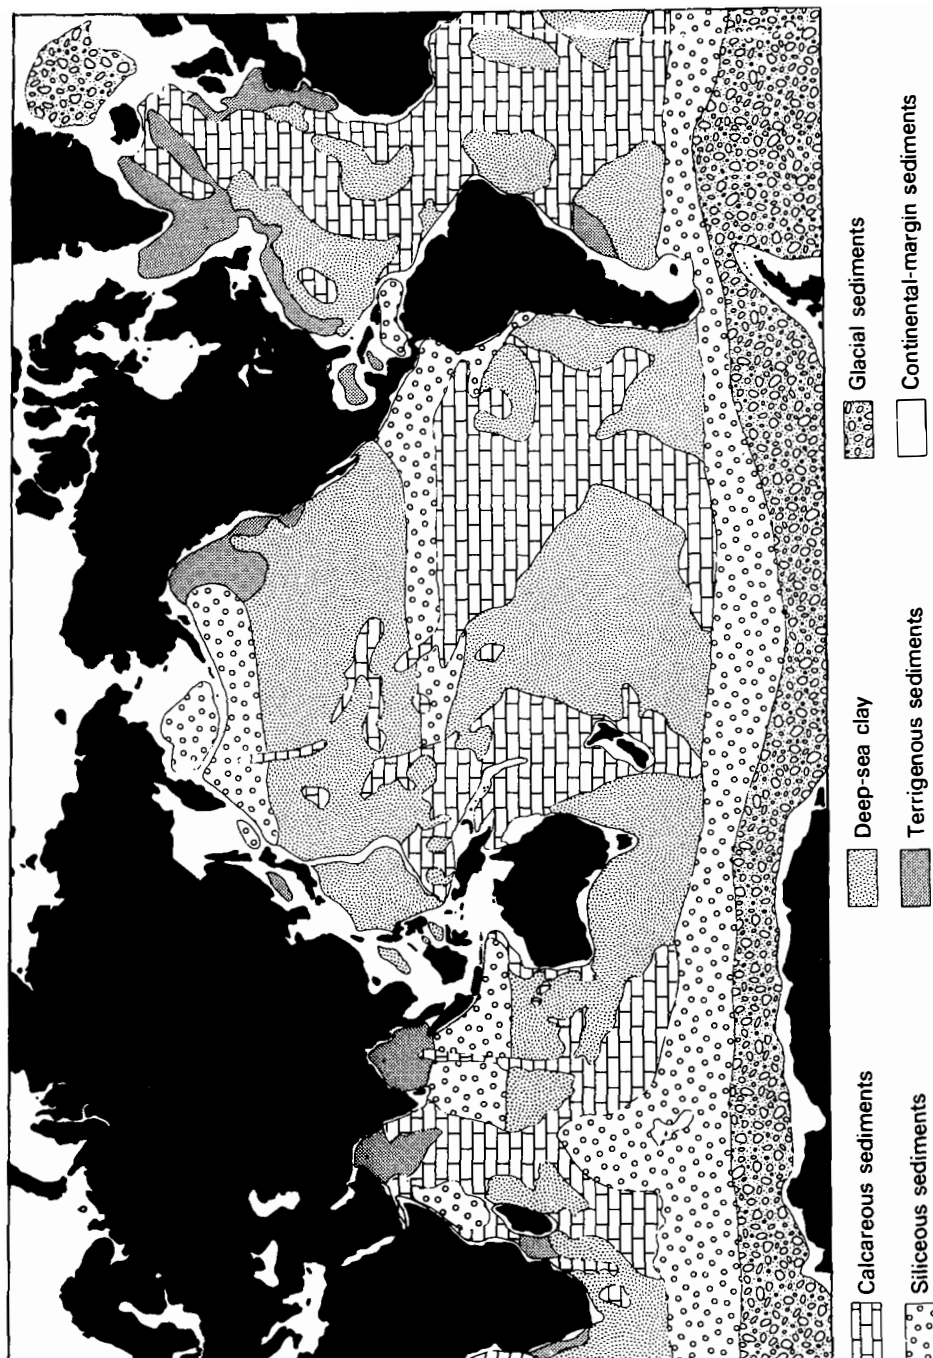 Calcareous sediments
Deep-sea clay
Glacial sediments
Siliceous sediments
Terrigenous sediments
Continental-margin sediments